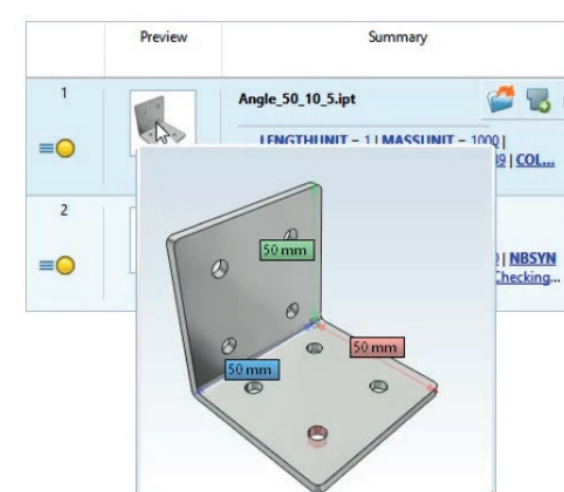 Preview Summary
1
Angle_50_10_5.ipt
LENGTHUNIT = 1 | MASSUNIT = 1000 |
| COL...
2
| NBSYN
Checking...
50 mm
50 mm
50 mm